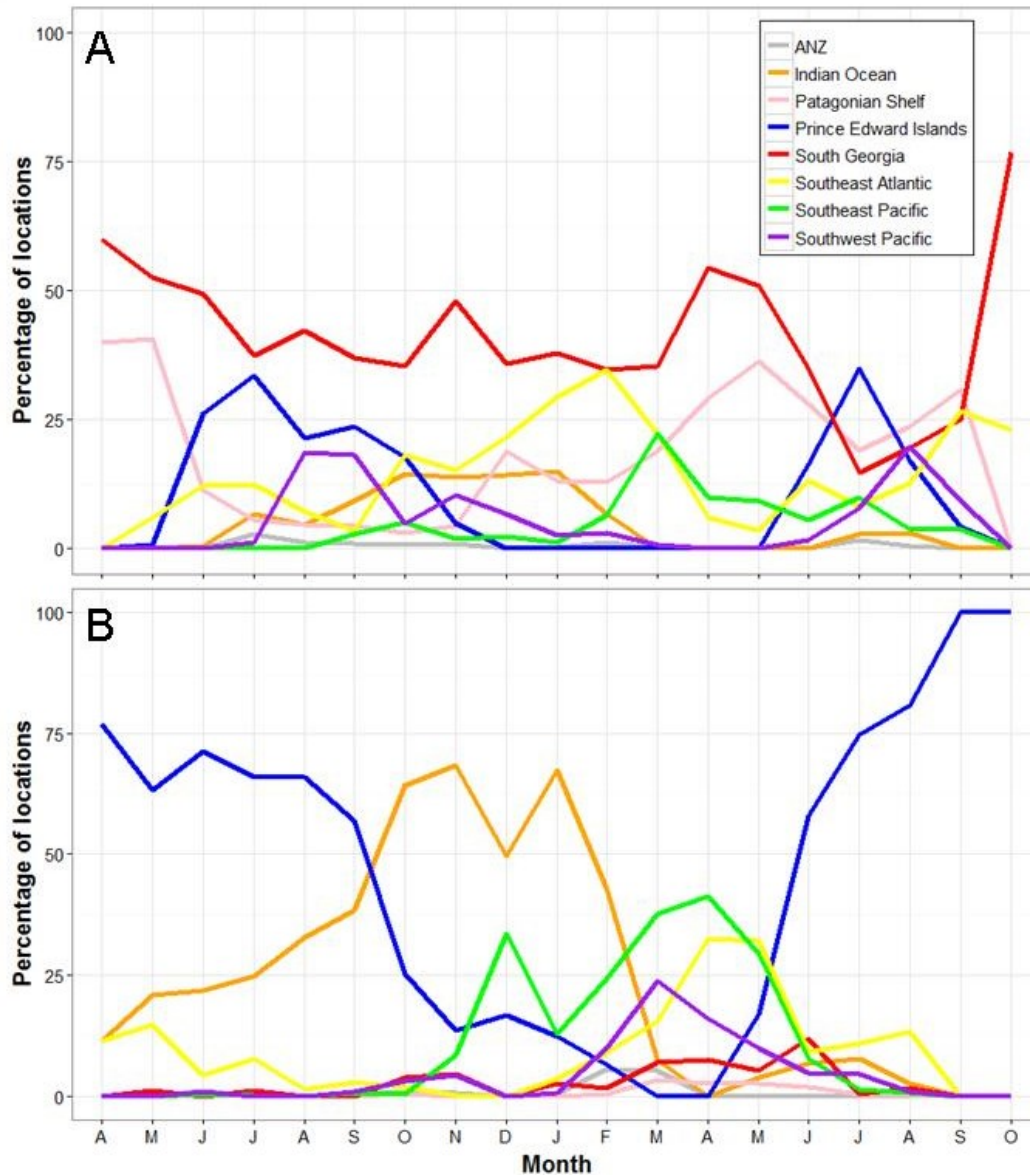 A
100
75
50
25
0
Percentage of locations
ANZ
Indian Ocean
Patagonian Shelf
Prince Edward Islands
South Georgia
Southeast Atlantic
Southeast Pacific
Southwest Pacific
B
100
75
50
25
0
Percentage of locations
A M J J A S O N D J F M A M J J A S O
Month